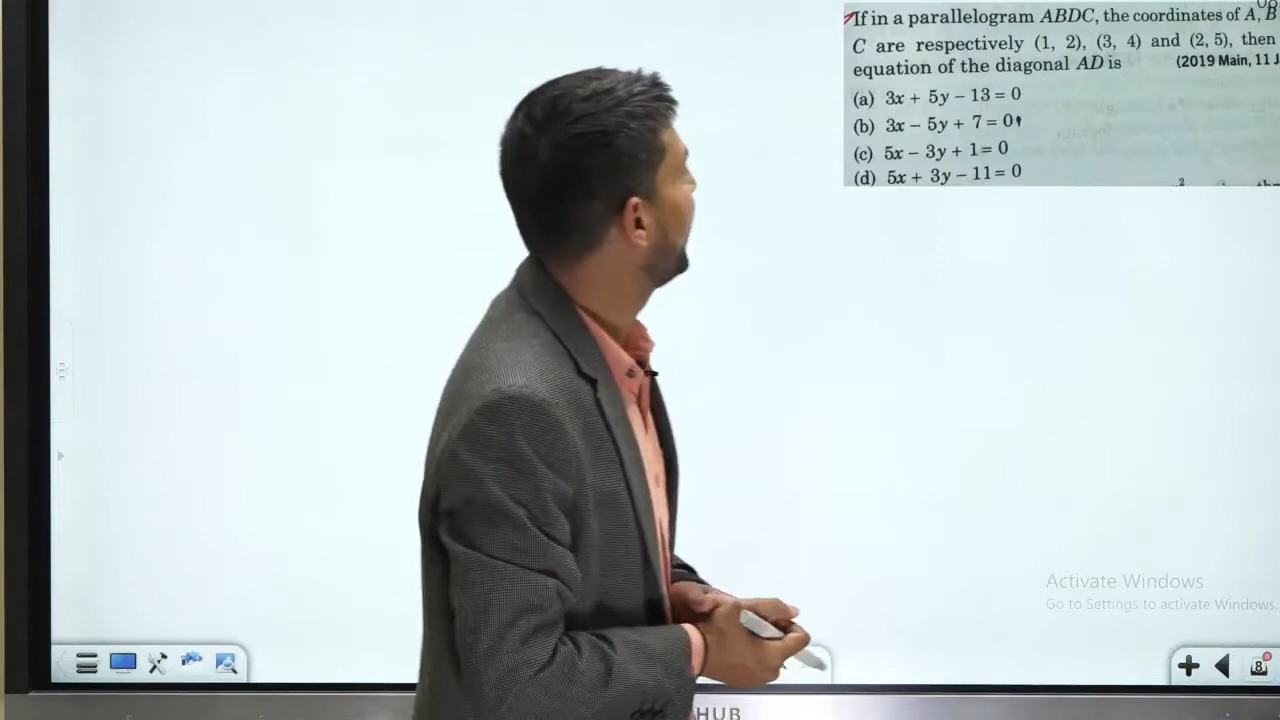 If in a parallelogram ABDC, the coordinates of A, B
C are respectively (1, 2), (3, 4) and (2, 5), then
equation of the diagonal AD is (2019 Main, 11 J
(a) 3x + 5y – 13 = 0
(b) 3x – 5y + 7 = 0
(c) 5x – 3y + 1 = 0
(d) 5x + 3y – 11 = 0
Activate Windows
Go to Settings to activate Windows.
8
HUB